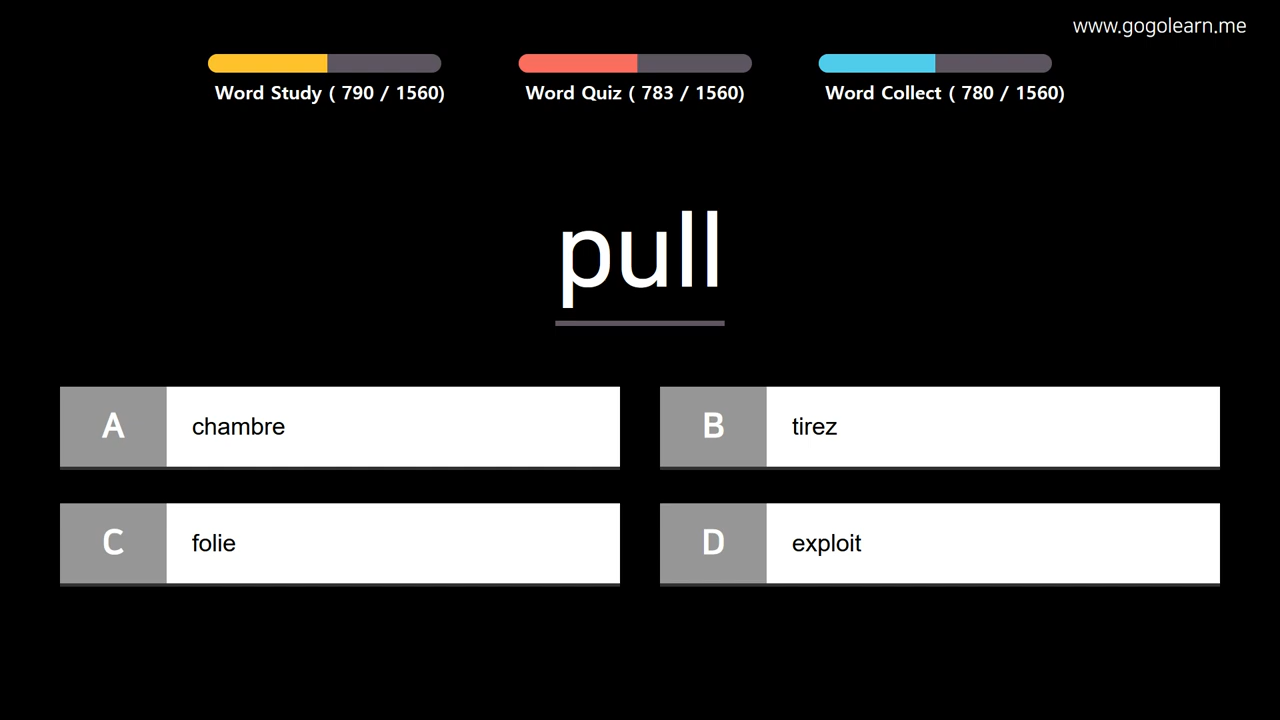 www.gogolearn.me
Word Study ( 790 / 1560)
Word Quiz ( 783 / 1560)
Word Collect ( 780 / 1560)
pull
A chambre
B tirez
C folie
D exploit